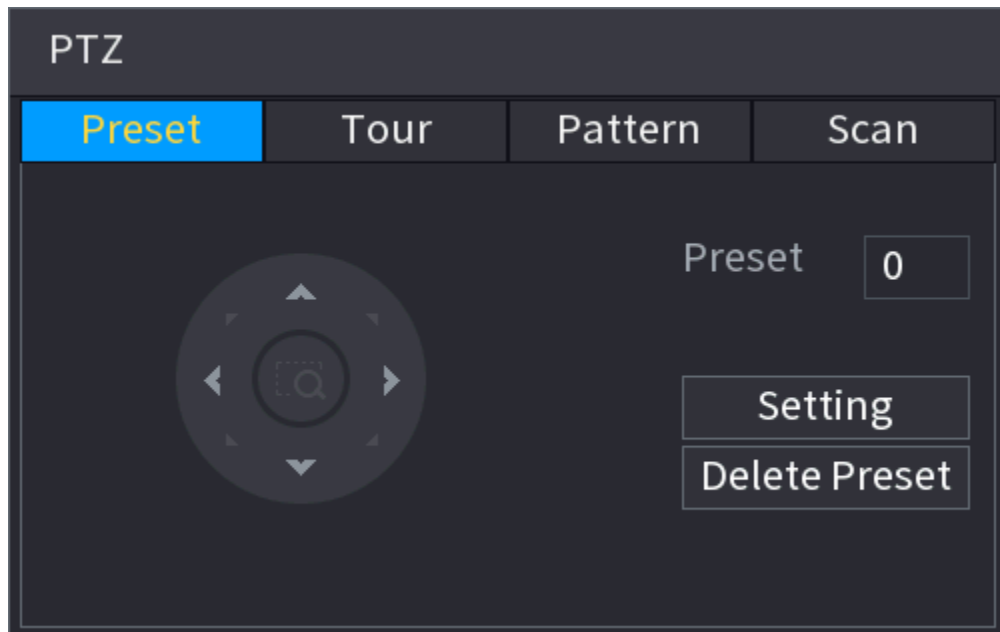 PTZ
Preset Tour Pattern Scan
Preset 0
Setting
Delete Preset